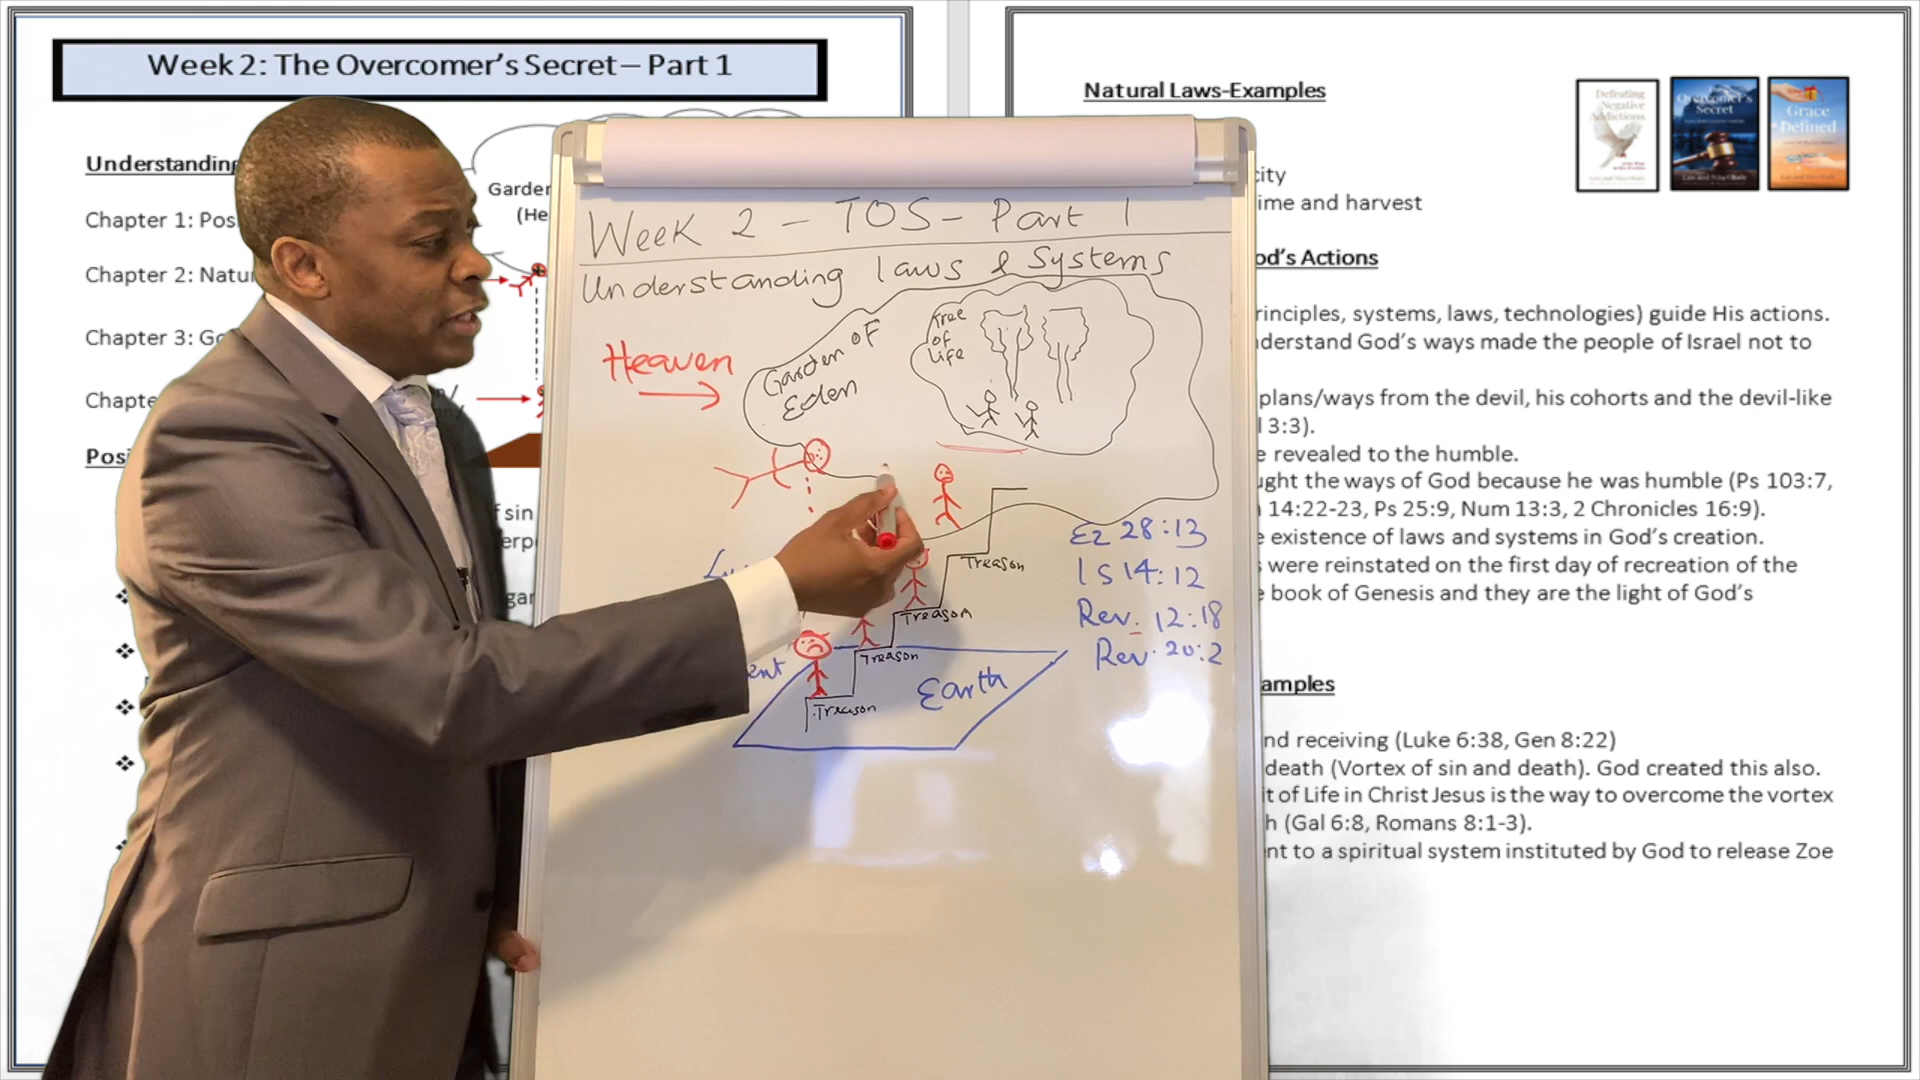 Week 2: The Overcomer's Secret – Part 1
Understanding
Chapter 1: Pos
Chapter 2: Natu
Chapter 3: Go
Chapte
Posi
Garden
(He
f sin
erpe
gar
Week 2 – TOS – Part 1
Understanding laws & Systems
Heaven
Garden of
Eden
Tree
of
life
Treason
Treason
Treason
Treason
ent
Earth
Ez 28:13
Is 14:12
Rev. 12:18
Rev. 20:2
Natural Laws-Examples
Defeating
Negative
Addictions
Overcomer's
Secret
Grace
Defined
city
ime and harvest
od's Actions
rinciples, systems, laws, technologies) guide His actions.
derstand God's ways made the people of Israel not to
plans/ways from the devil, his cohorts and the devil-like
l 3:3).
e revealed to the humble.
ught the ways of God because he was humble (Ps 103:7,
14:22-23, Ps 25:9, Num 13:3, 2 Chronicles 16:9).
e existence of laws and systems in God's creation.
s were reinstated on the first day of recreation of the
e book of Genesis and they are the light of God's
amples
nd receiving (Luke 6:38, Gen 8:22)
death (Vortex of sin and death). God created this also.
it of Life in Christ Jesus is the way to overcome the vortex
h (Gal 6:8, Romans 8:1-3).
nt to a spiritual system instituted by God to release Zoe